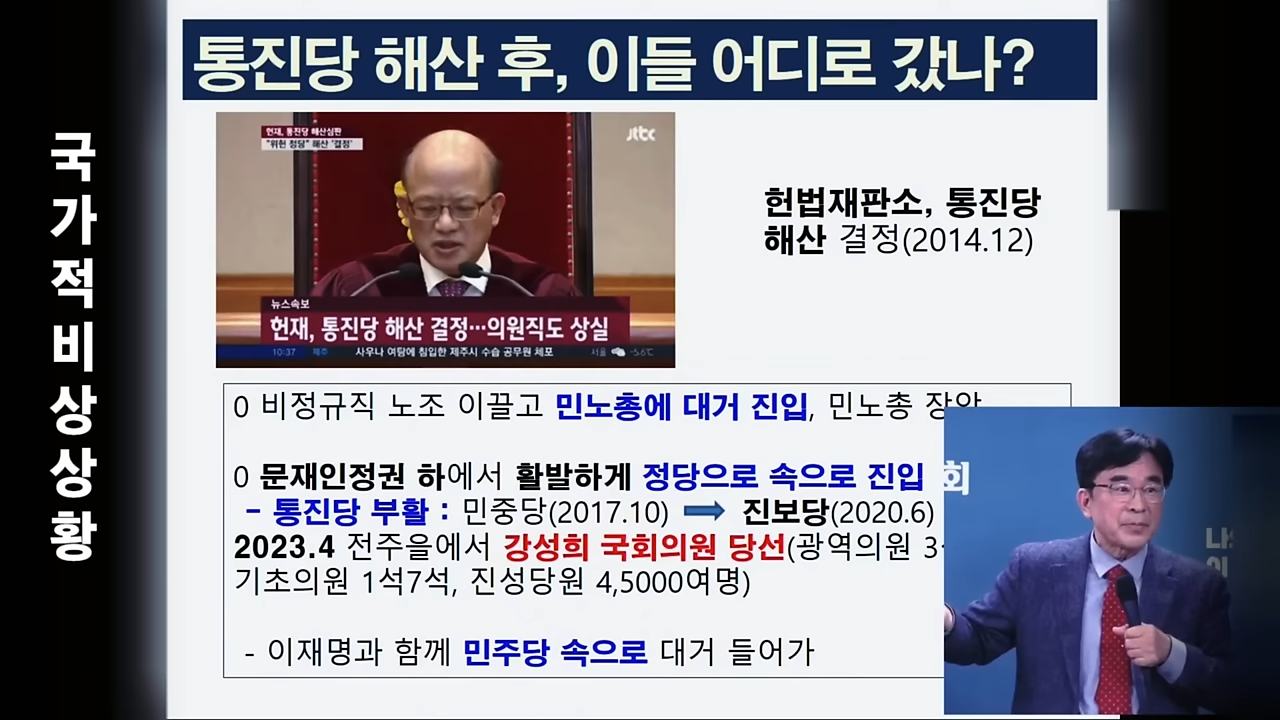 통진당 해산 후, 이들 어디로 갔나?
국가적비상상황
헌재, 통진당 해산심판
"위헌 정당" 해산 '결정'
jtbc
뉴스속보
헌재, 통진당 해산 결정…의원직도 상실
10:37 제주 사우나 여탕에 침입한 제주시 수습 공무원 체포 서울 -5.6℃
헌법재판소, 통진당
해산 결정(2014.12)
0 비정규직 노조 이끌고 민노총에 대거 진입, 민노총 장악
0 문재인정권 하에서 활발하게 정당으로 속으로 진입
- 통진당 부활 : 민중당(2017.10) → 진보당(2020.6)
2023.4 전주을에서 강성희 국회의원 당선(광역의원 3
기초의원 1석7석, 진성당원 4,5000여명)
- 이재명과 함께 민주당 속으로 대거 들어가
회